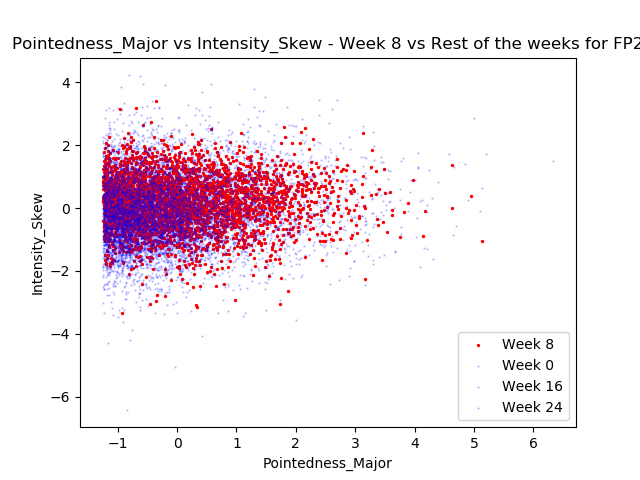 Pointedness_Major vs Intensity_Skew - Week 8 vs Rest of the weeks for FP2
Intensity_Skew
4
2
0
−2
−4
−6
−1 0 1 2 3 4 5 6
Pointedness_Major
Week 8
Week 0
Week 16
Week 24